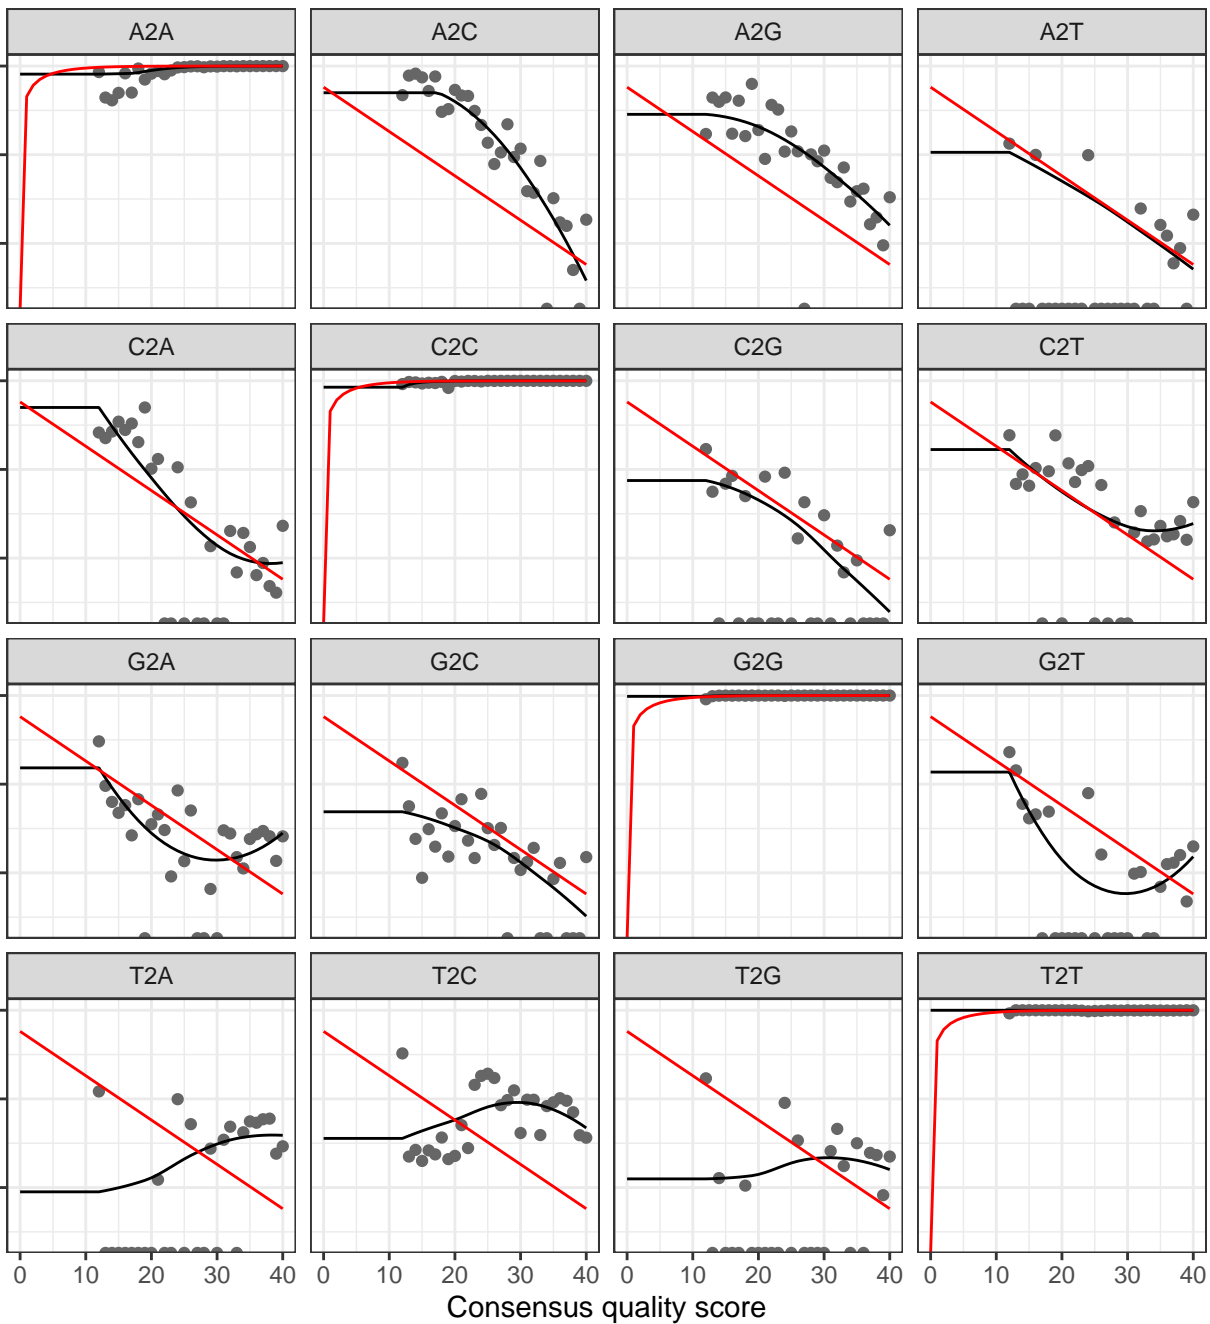 A2A A2C A2G A2T
C2A C2C C2G C2T
G2A G2C G2G G2T
T2A T2C T2G T2T
0 10 20 30 40 0 10 20 30 40 0 10 20 30 40 0 10 20 30 40
Consensus quality score